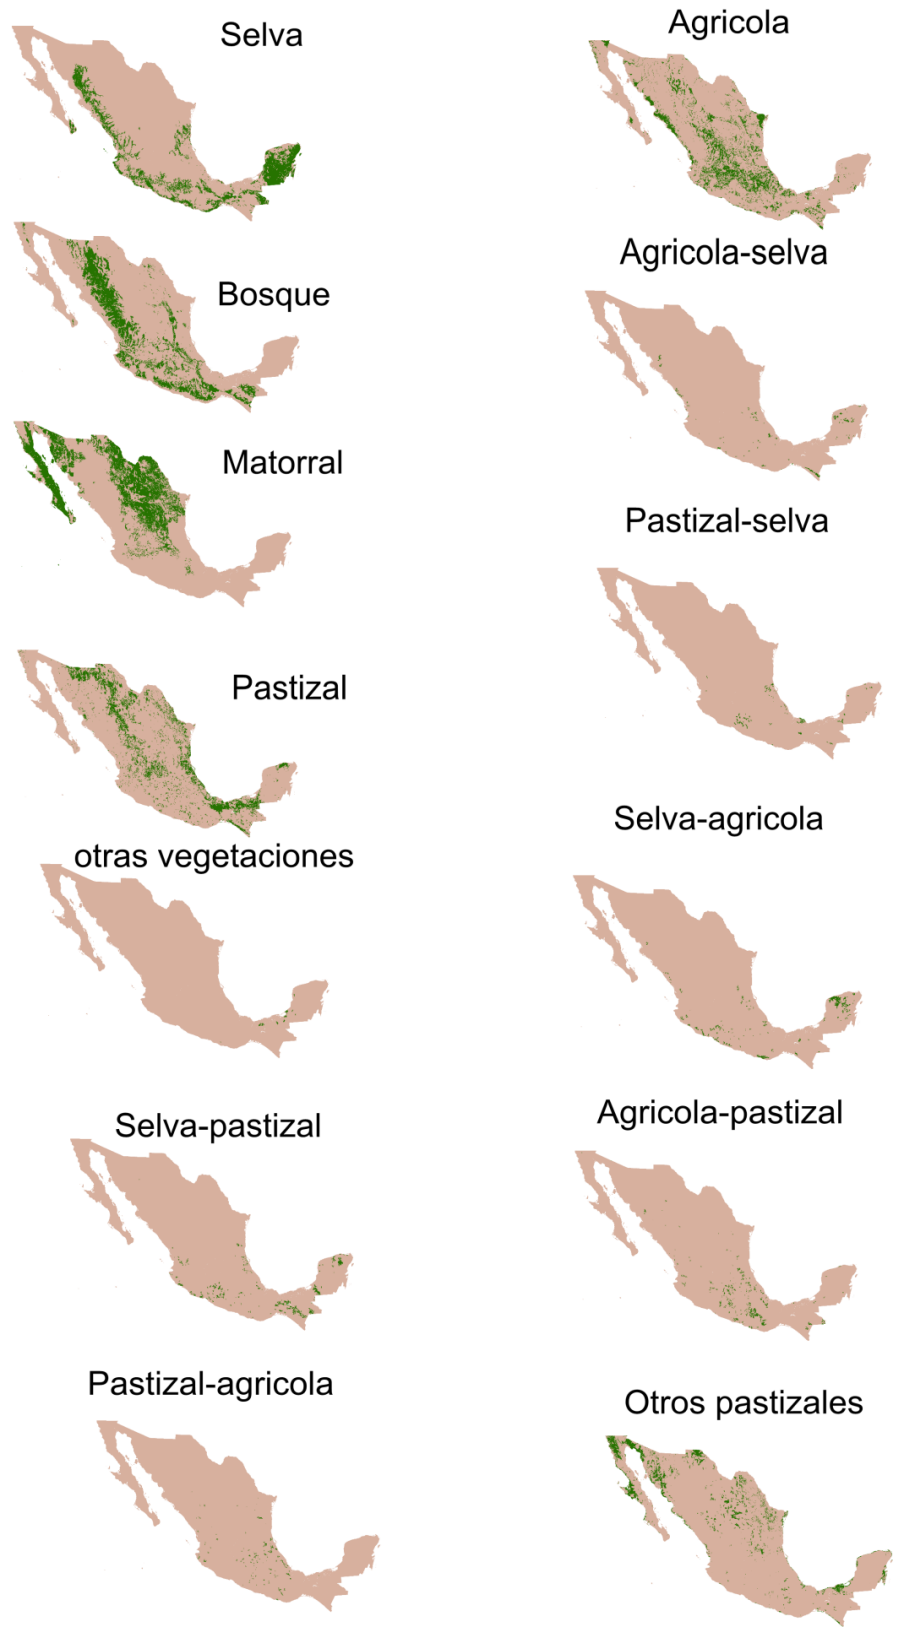 Selva
Bosque
Matorral
Pastizal
otras vegetaciones
Selva-pastizal
Pastizal-agricola
Agricola
Agricola-selva
Pastizal-selva
Selva-agricola
Agricola-pastizal
Otros pastizales